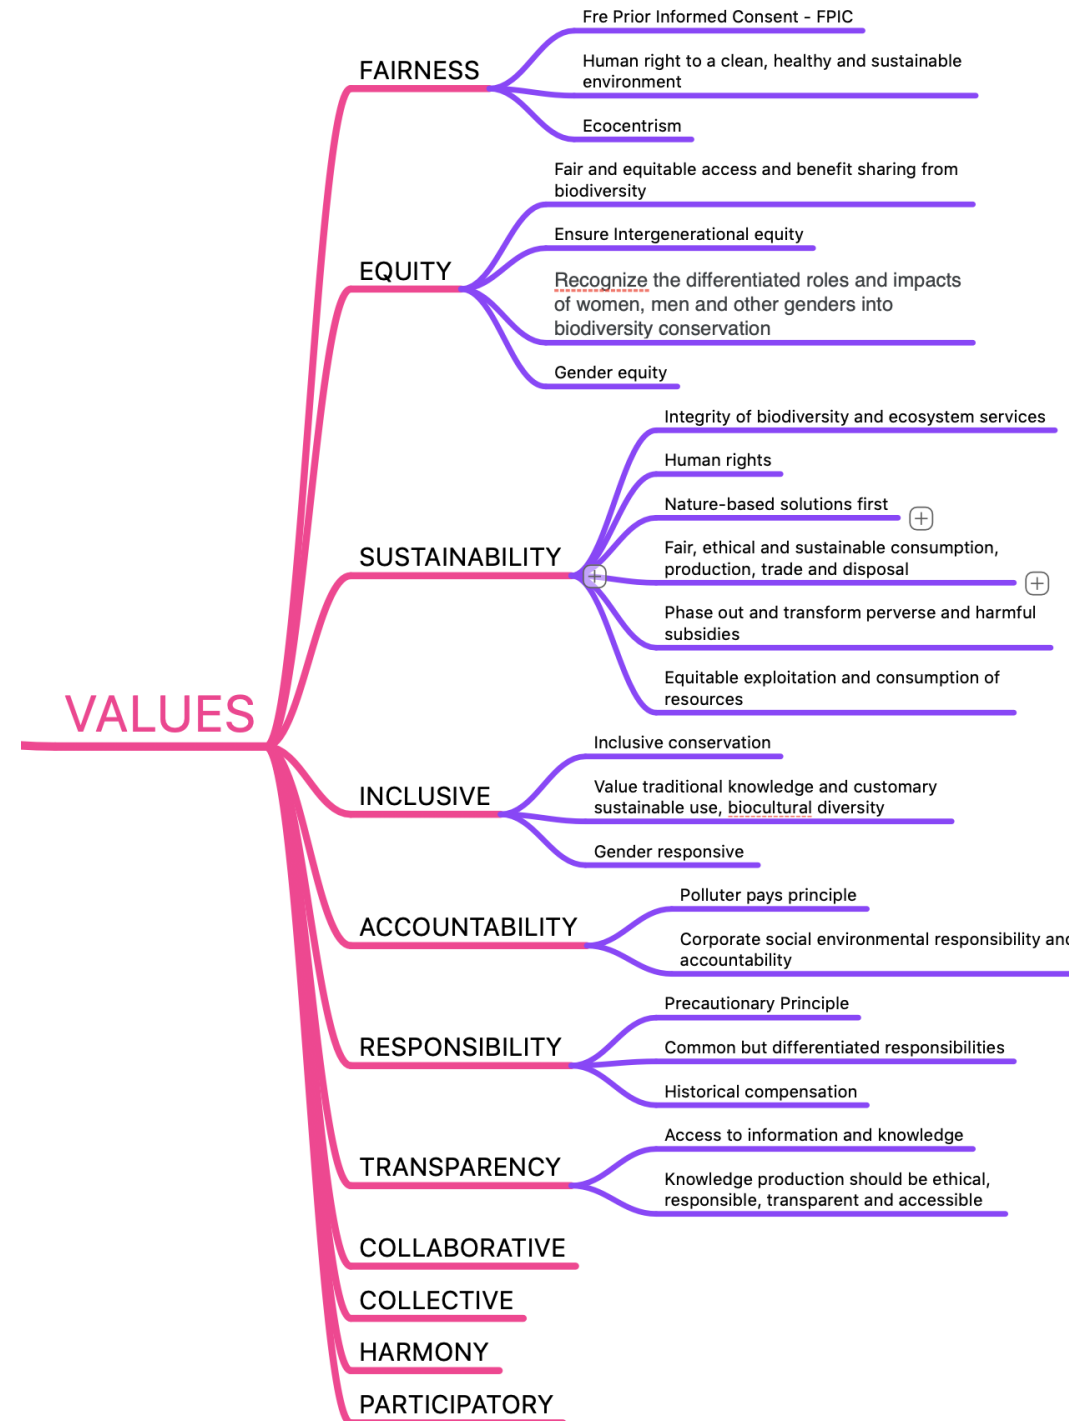 Fre Prior Informed Consent - FPIC
FAIRNESS
Human right to a clean, healthy and sustainable
environment
Ecocentrism
Fair and equitable access and benefit sharing from
biodiversity
Ensure Intergenerational equity
EQUITY
Recognize the differentiated roles and impacts
of women, men and other genders into
biodiversity conservation
Gender equity
Integrity of biodiversity and ecosystem services
Human rights
Nature-based solutions first
SUSTAINABILITY
Fair, ethical and sustainable consumption,
production, trade and disposal
Phase out and transform perverse and harmful
subsidies
Equitable exploitation and consumption of
resources
VALUES
Inclusive conservation
INCLUSIVE
Value traditional knowledge and customary
sustainable use, biocultural diversity
Gender responsive
Polluter pays principle
ACCOUNTABILITY
Corporate social environmental responsibility and
accountability
Precautionary Principle
RESPONSIBILITY
Common but differentiated responsibilities
Historical compensation
Access to information and knowledge
TRANSPARENCY
Knowledge production should be ethical,
responsible, transparent and accessible
COLLABORATIVE
COLLECTIVE
HARMONY
PARTICIPATORY